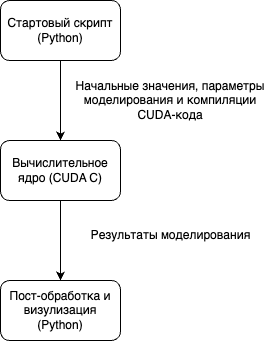 Стартовый скрипт
(Python)
Начальные значения, параметры
моделирования и компиляции
CUDA-кода
Вычислительное
ядро (CUDA C)
Результаты моделирования
Пост-обработка и
визулизация
(Python)